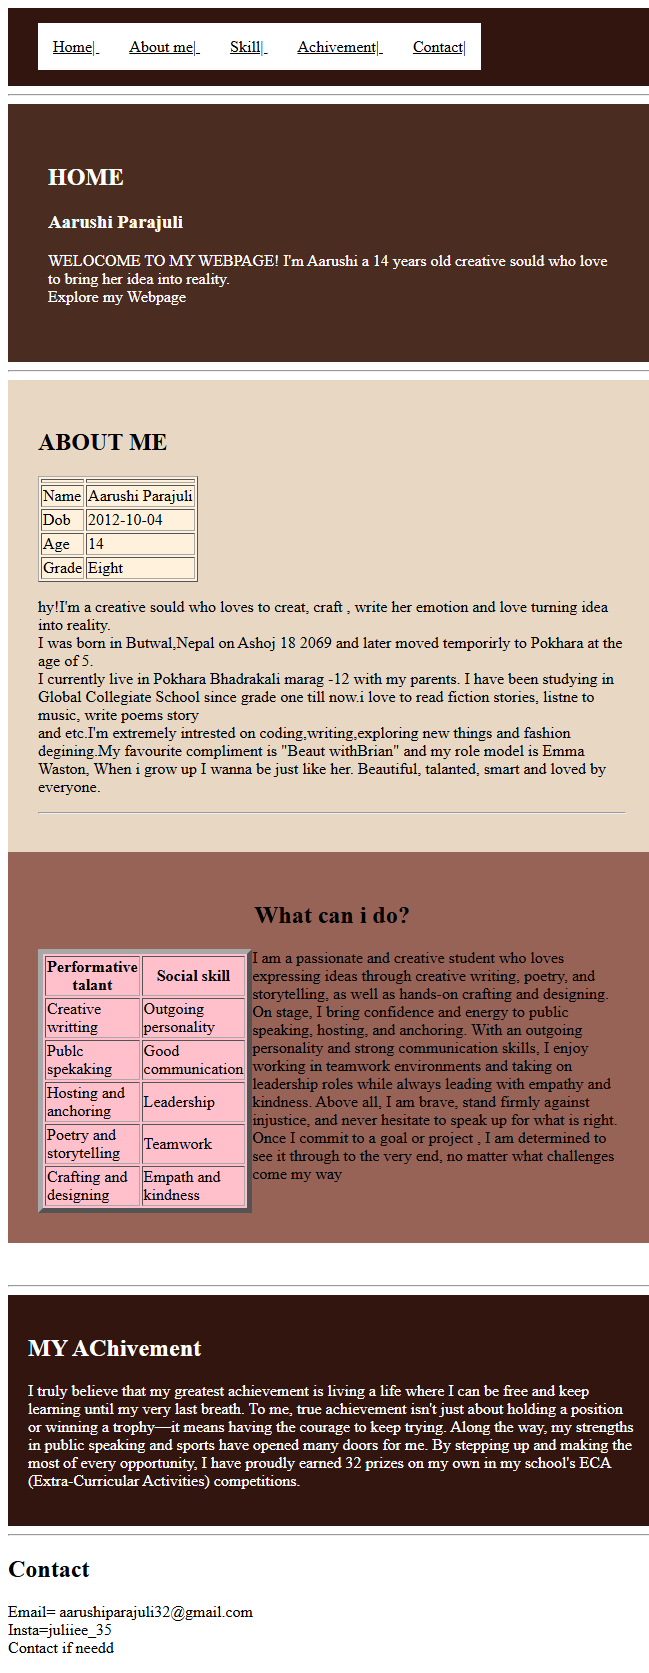 Home| About me| Skill| Achivement| Contact|
HOME
Aarushi Parajuli
WELOCOME TO MY WEBPAGE! I'm Aarushi a 14 years old creative sould who love
to bring her idea into reality.
Explore my Webpage
ABOUT ME
Name Aarushi Parajuli
Dob 2012-10-04
Age 14
Grade Eight
hy!I'm a creative sould who loves to creat, craft , write her emotion and love turning idea
into reality.
I was born in Butwal,Nepal on Ashoj 18 2069 and later moved temporirly to Pokhara at the
age of 5.
I currently live in Pokhara Bhadrakali marag -12 with my parents. I have been studying in
Global Collegiate School since grade one till now.i love to read fiction stories, listne to
music, write poems story
and etc.I'm extremely intrested on coding,writing,exploring new things and fashion
degining.My favourite compliment is "Beaut withBrian" and my role model is Emma
Waston, When i grow up I wanna be just like her. Beautiful, talanted, smart and loved by
everyone.
What can i do?
Performative
talant
Social skill
Creative
writting
Outgoing
personality
Publc
spekaking
Good
communication
Hosting and
anchoring
Leadership
Poetry and
storytelling
Teamwork
Crafting and
designing
Empath and
kindness
I am a passionate and creative student who loves
expressing ideas through creative writing, poetry, and
storytelling, as well as hands-on crafting and designing.
On stage, I bring confidence and energy to public
speaking, hosting, and anchoring. With an outgoing
personality and strong communication skills, I enjoy
working in teamwork environments and taking on
leadership roles while always leading with empathy and
kindness. Above all, I am brave, stand firmly against
injustice, and never hesitate to speak up for what is right.
Once I commit to a goal or project , I am determined to
see it through to the very end, no matter what challenges
come my way
MY AChivement
I truly believe that my greatest achievement is living a life where I can be free and keep
learning until my very last breath. To me, true achievement isn't just about holding a position
or winning a trophy—it means having the courage to keep trying. Along the way, my strengths
in public speaking and sports have opened many doors for me. By stepping up and making the
most of every opportunity, I have proudly earned 32 prizes on my own in my school's ECA
(Extra-Curricular Activities) competitions.
Contact
Email= aarushiparajuli32@gmail.com
Insta=juliiee_35
Contact if needd